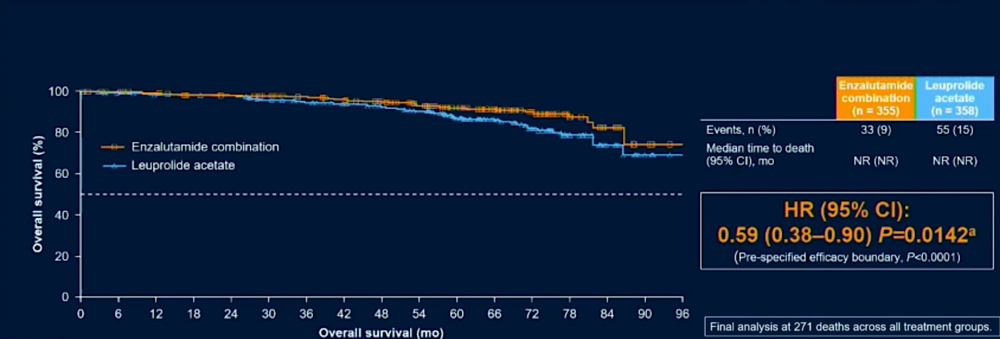 100
80
60
40
20
0
Overall survival (%)
Enzalutamide combination
Leuprolide acetate
0 6 12 18 24 30 36 42 48 54 60 66 72 78 84 90 96
Overall survival (mo)
Enzalutamide combination (n = 355)
Leuprolide acetate (n = 358)
Events, n (%) 33 (9) 55 (15)
Median time to death
(95% CI), mo NR (NR) NR (NR)
HR (95% CI):
0.59 (0.38–0.90) P=0.0142ᵃ
(Pre-specified efficacy boundary, P<0.0001)
Final analysis at 271 deaths across all treatment groups.